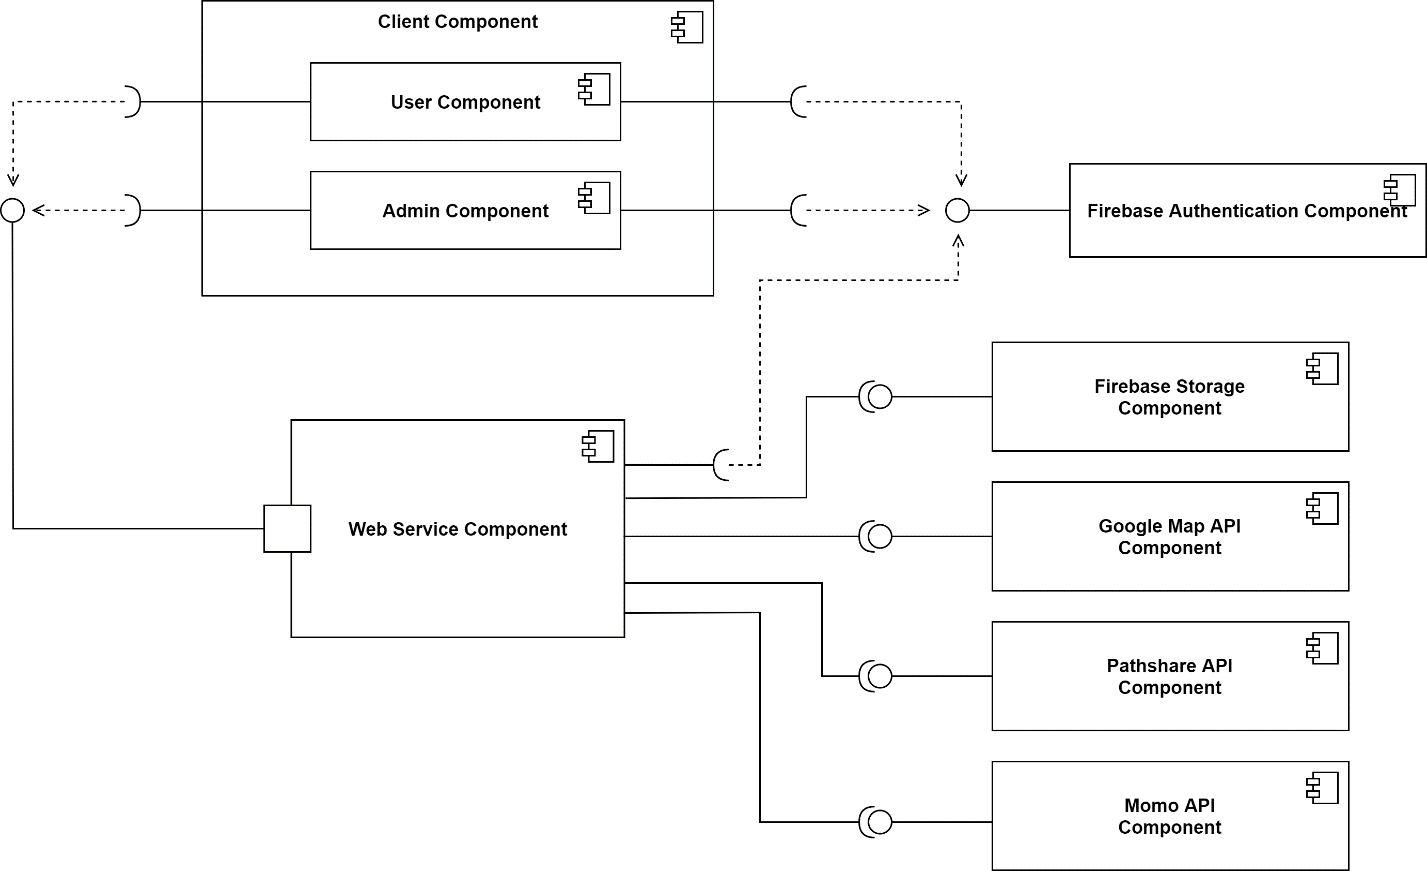 Client Component
User Component
Admin Component
Firebase Authentication Component
Firebase Storage
Component
Web Service Component
Google Map API
Component
Pathshare API
Component
Momo API
Component